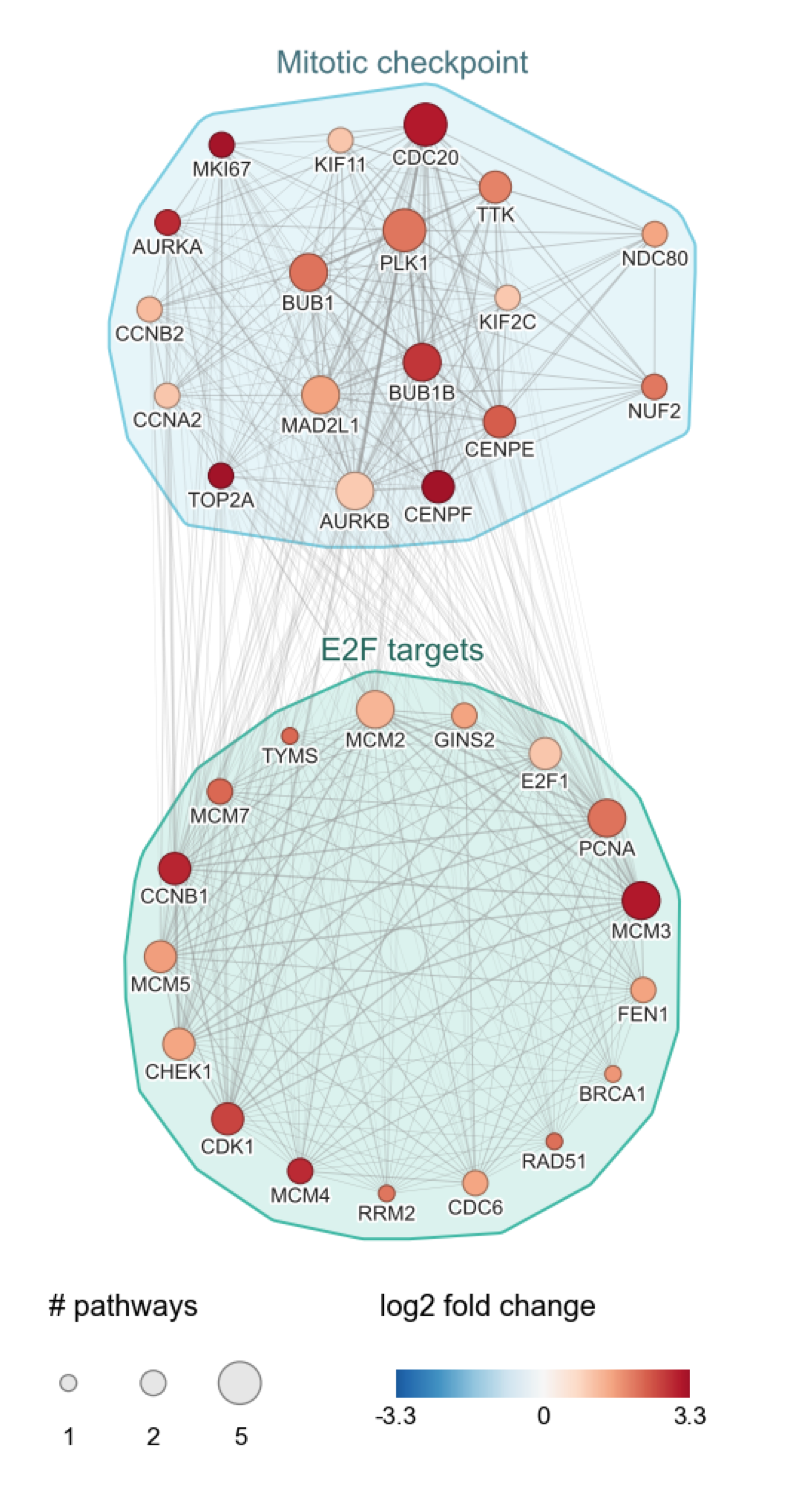 Mitotic checkpoint
CDC20
KIF11
MKI67
TTK
AURKA
NDC80
PLK1
BUB1
KIF2C
CCNB2
BUB1B
NUF2
CCNA2
MAD2L1
CENPE
TOP2A
CENPF
AURKB
E2F targets
MCM2
GINS2
TYMS
E2F1
MCM7
PCNA
CCNB1
MCM3
MCM5
FEN1
CHEK1
BRCA1
CDK1
RAD51
MCM4
CDC6
RRM2
# pathways
1 2 5
log2 fold change
-3.3 0 3.3